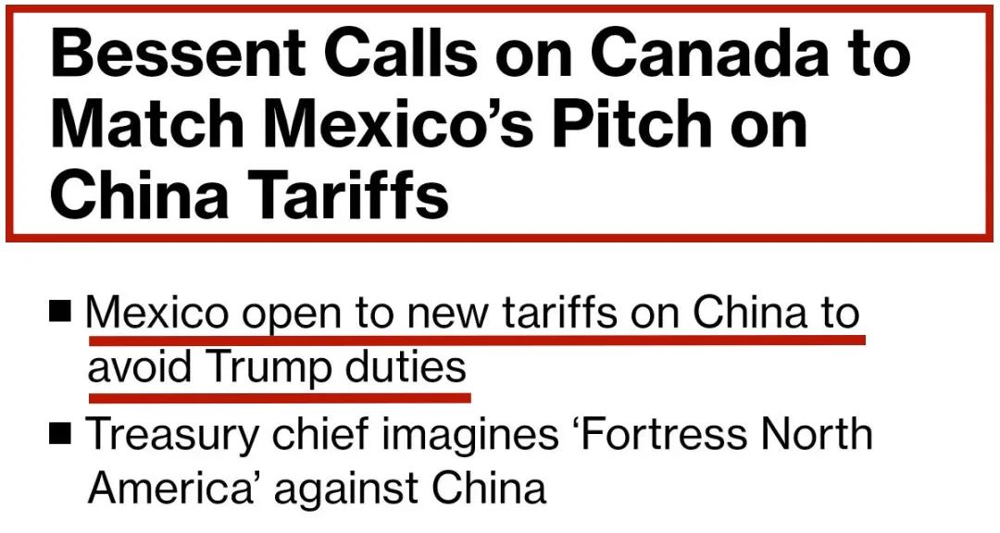 Bessent Calls on Canada to
Match Mexico’s Pitch on
China Tariffs
■ Mexico open to new tariffs on China to
avoid Trump duties
■ Treasury chief imagines ‘Fortress North
America’ against China